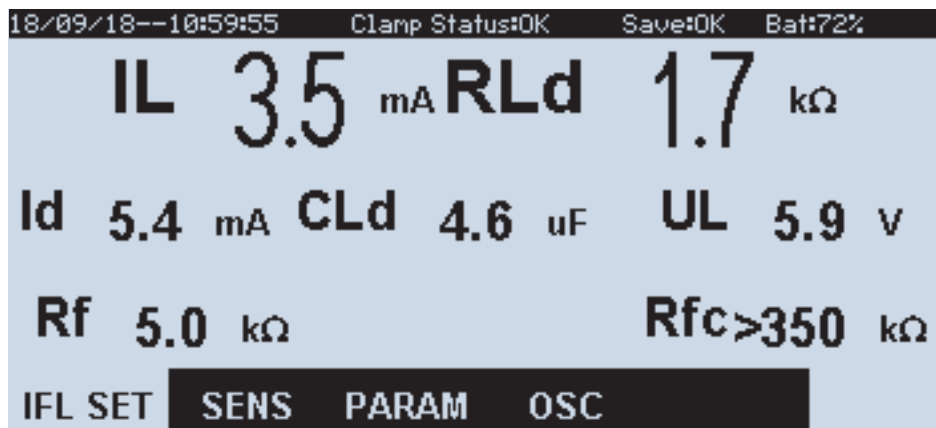 18/09/18--10:59:55 Clamp Status:OK Save:OK Bat:72%
IL 3.5 mA RLd 1.7 kΩ
Id 5.4 mA CLd 4.6 uF UL 5.9 V
Rf 5.0 kΩ Rfc>350 kΩ
IFL SET SENS PARAM OSC